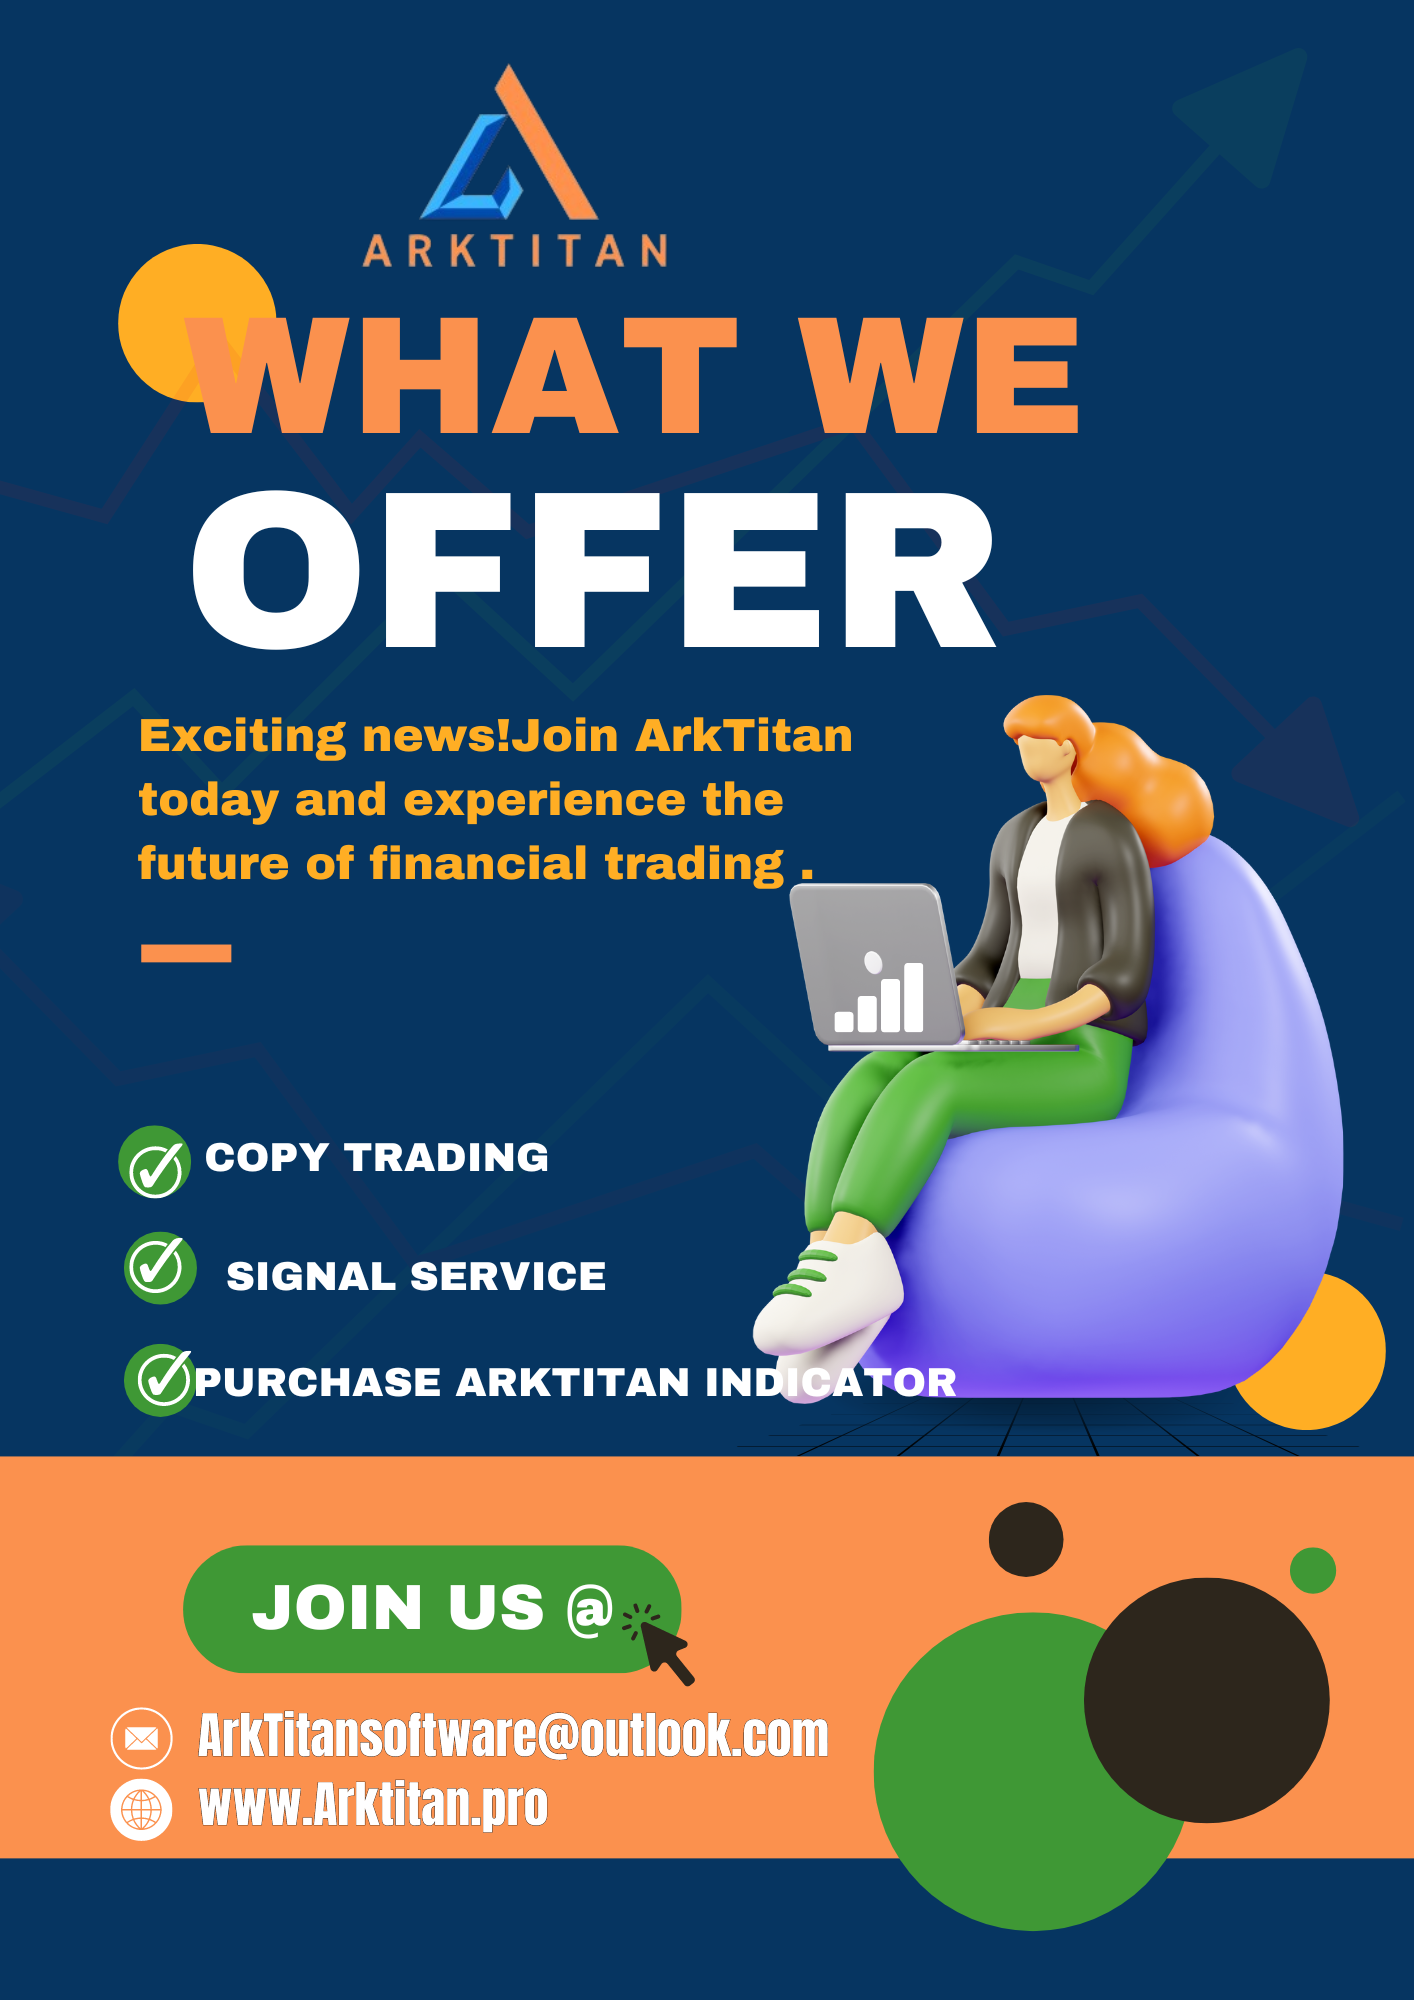 ARKTITAN
WHAT WE
OFFER
Exciting news!Join ArkTitan
today and experience the
future of financial trading .
COPY TRADING
SIGNAL SERVICE
PURCHASE ARKTITAN INDICATOR
JOIN US @
ArkTitansoftware@outlook.com
www.Arktitan.pro